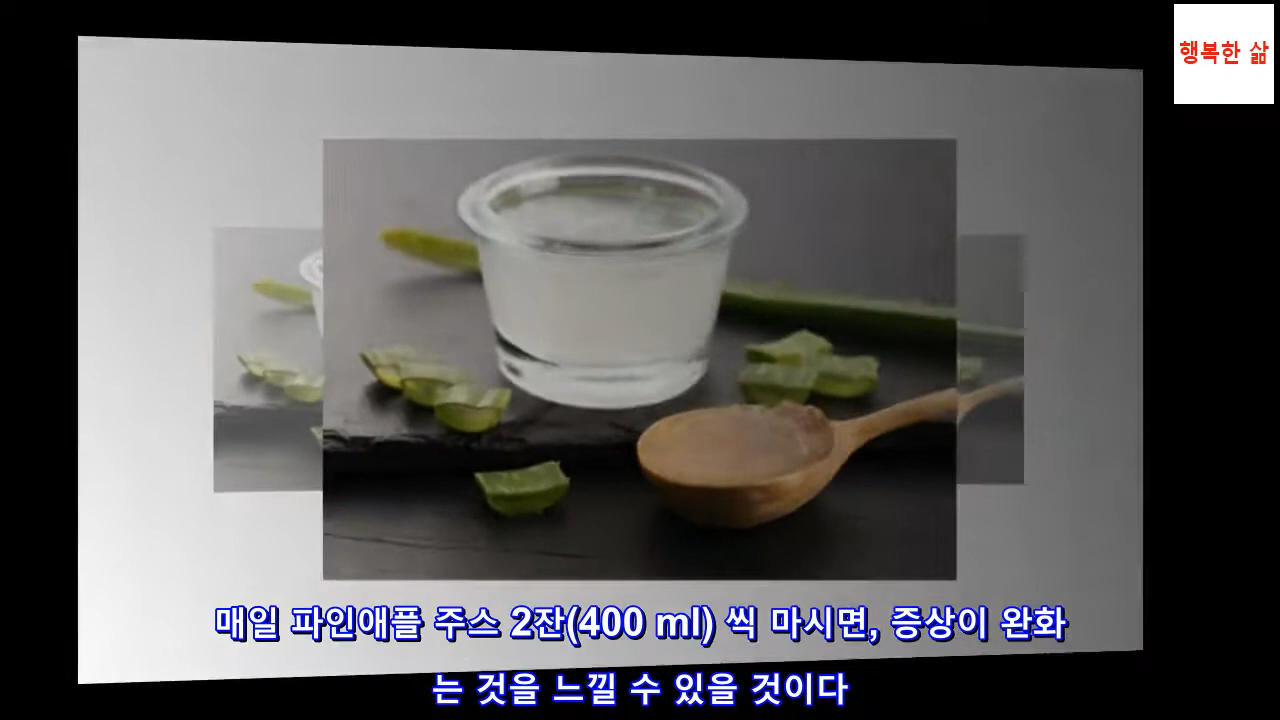 행복한 삶
매일 파인애플 주스 2잔(400 ml) 씩 마시면, 증상이 완화
는 것을 느낄 수 있을 것이다